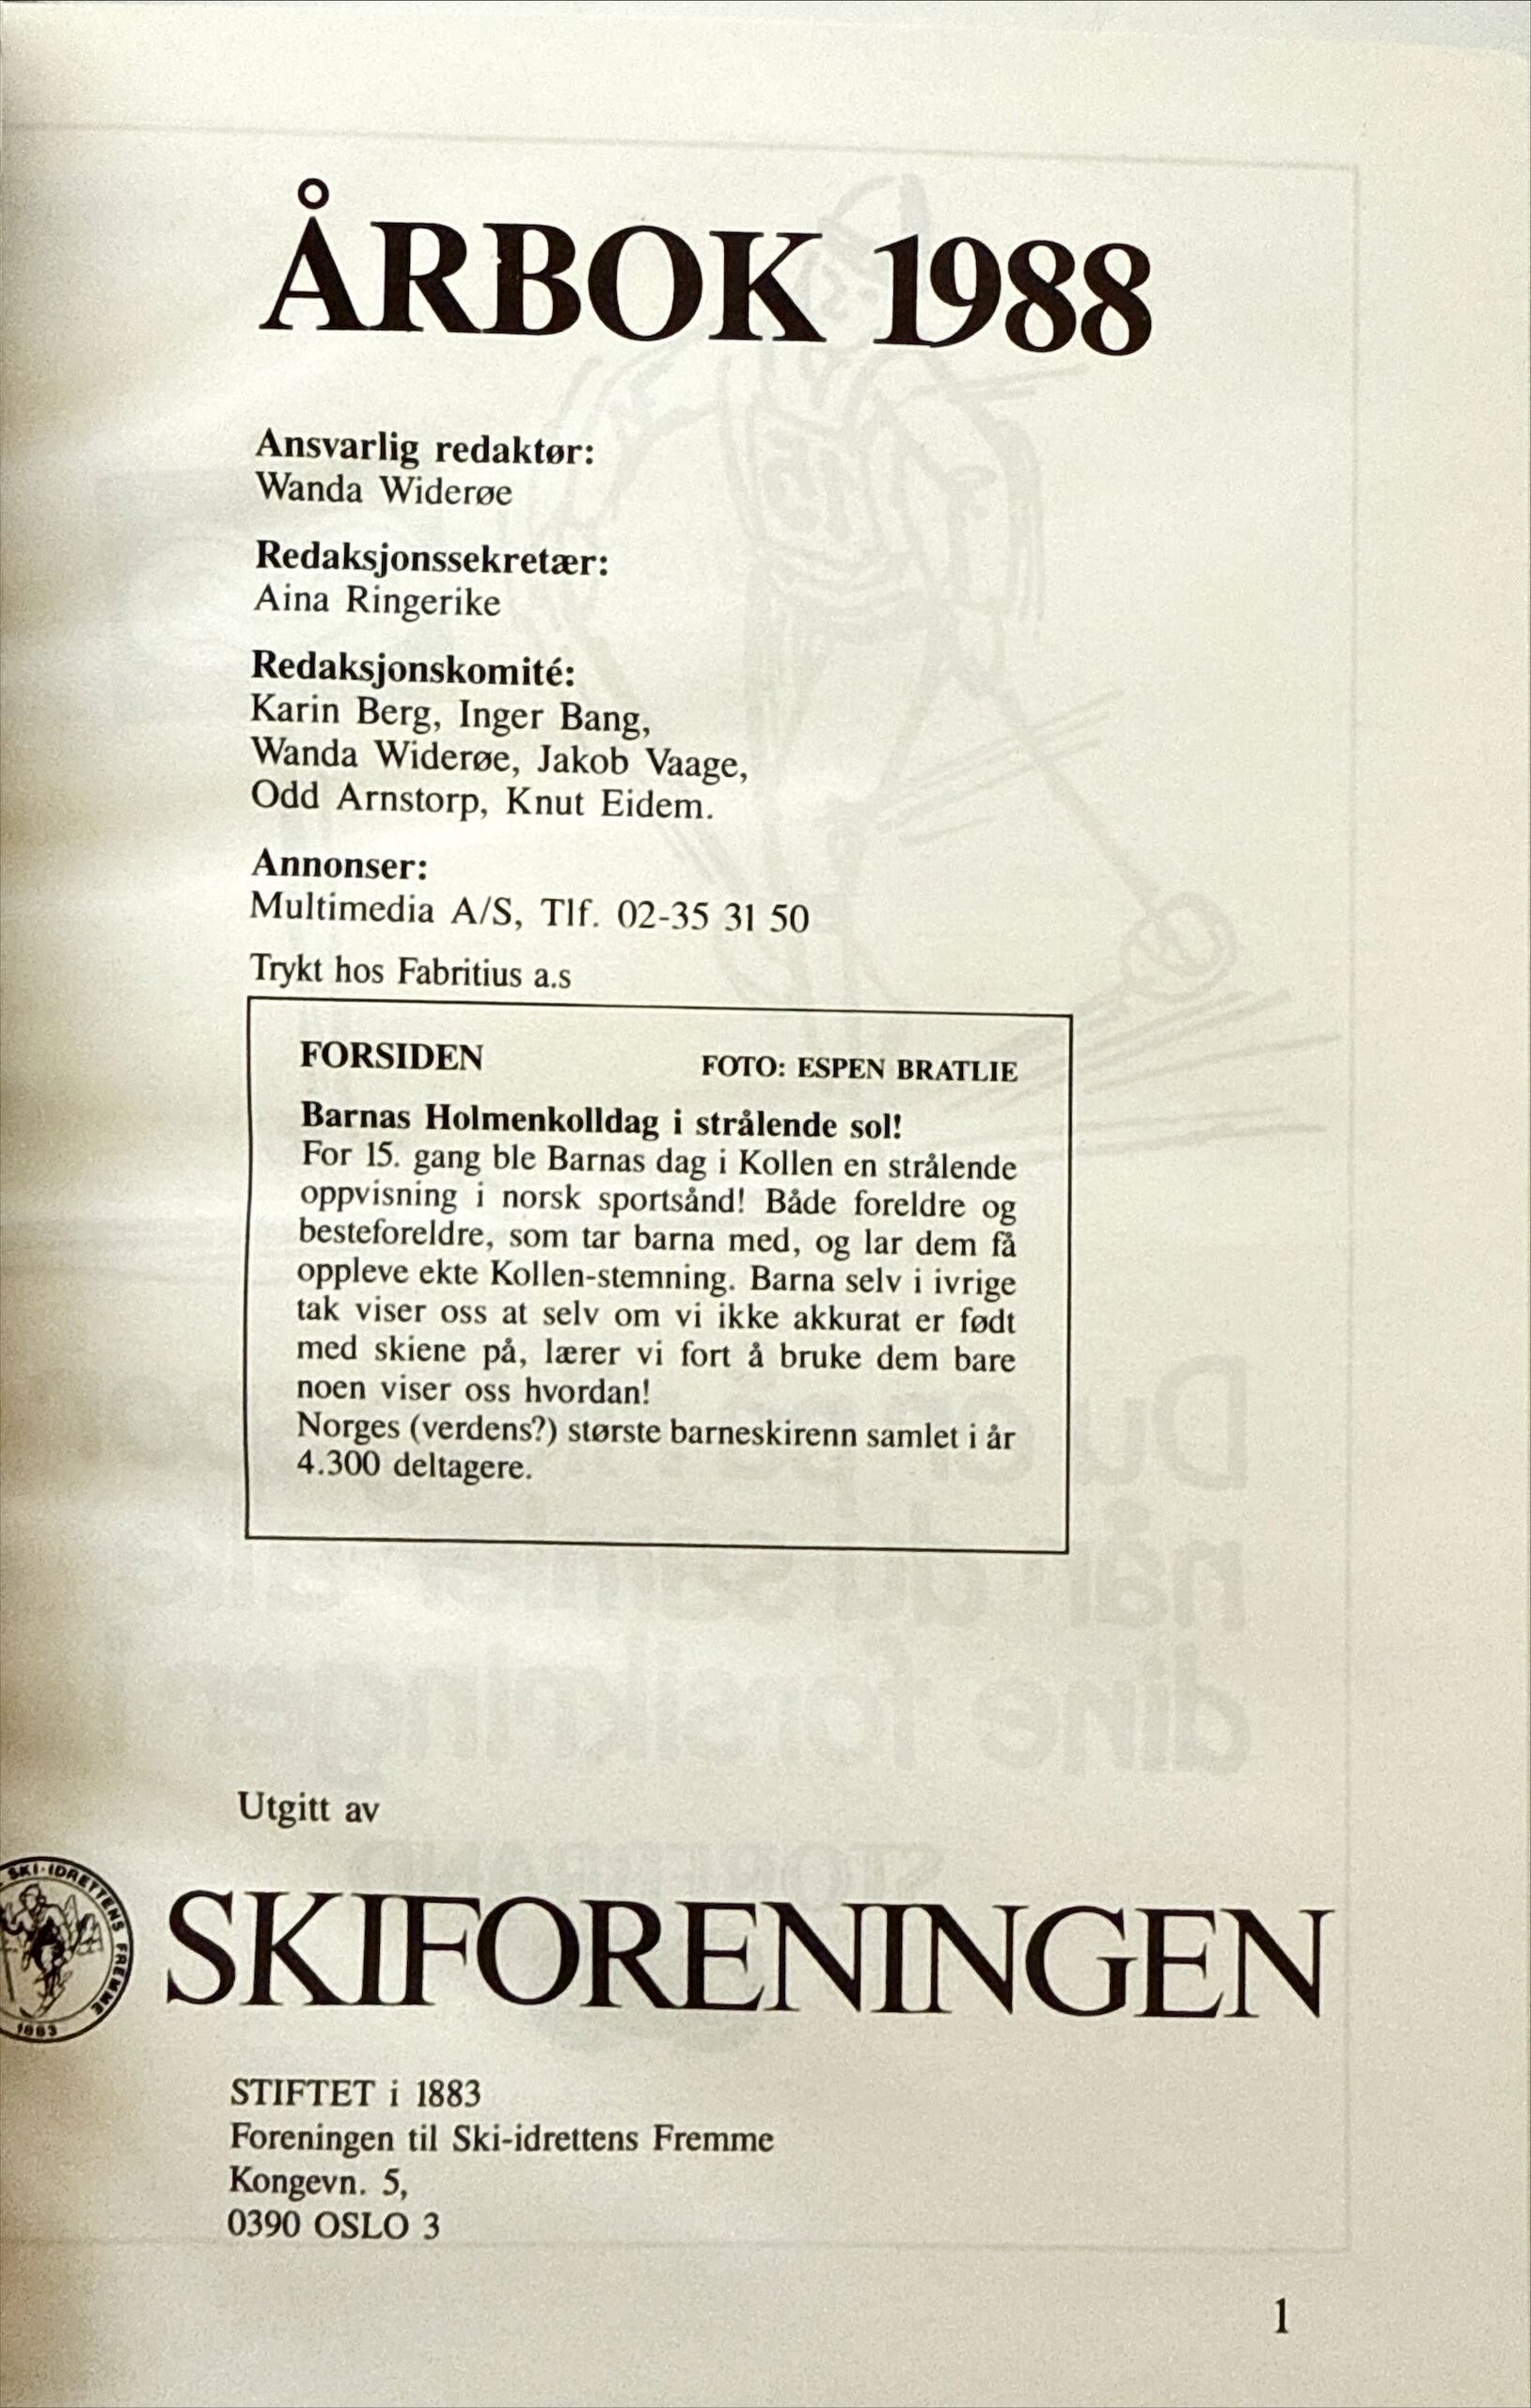 ÅRBOK 1988
Ansvarlig redaktør:
Wanda Widerøe
Redaksjonssekretær:
Aina Ringerike
Redaksjonskomité:
Karin Berg, Inger Bang,
Wanda Widerøe, Jakob Vaage,
Odd Arnstorp, Knut Eidem.
Annonser:
Multimedia A/S, Tlf. 02-35 31 50
Trykt hos Fabritius a.s
FORSIDEN FOTO: ESPEN BRATLIE
Barnas Holmenkolldag i strålende sol!
For 15. gang ble Barnas dag i Kollen en strålende
oppvisning i norsk sportsånd! Både foreldre og
besteforeldre, som tar barna med, og lar dem få
oppleve ekte Kollen-stemning. Barna selv i ivrige
tak viser oss at selv om vi ikke akkurat er født
med skiene på, lærer vi fort å bruke dem bare
noen viser oss hvordan!
Norges (verdens?) største barneskirenn samlet i år
4.300 deltagere.
Utgitt av
SKI-IDRETTENS FREMME
1883
SKIFORENINGEN
STIFTET i 1883
Foreningen til Ski-idrettens Fremme
Kongevn. 5,
0390 OSLO 3
1